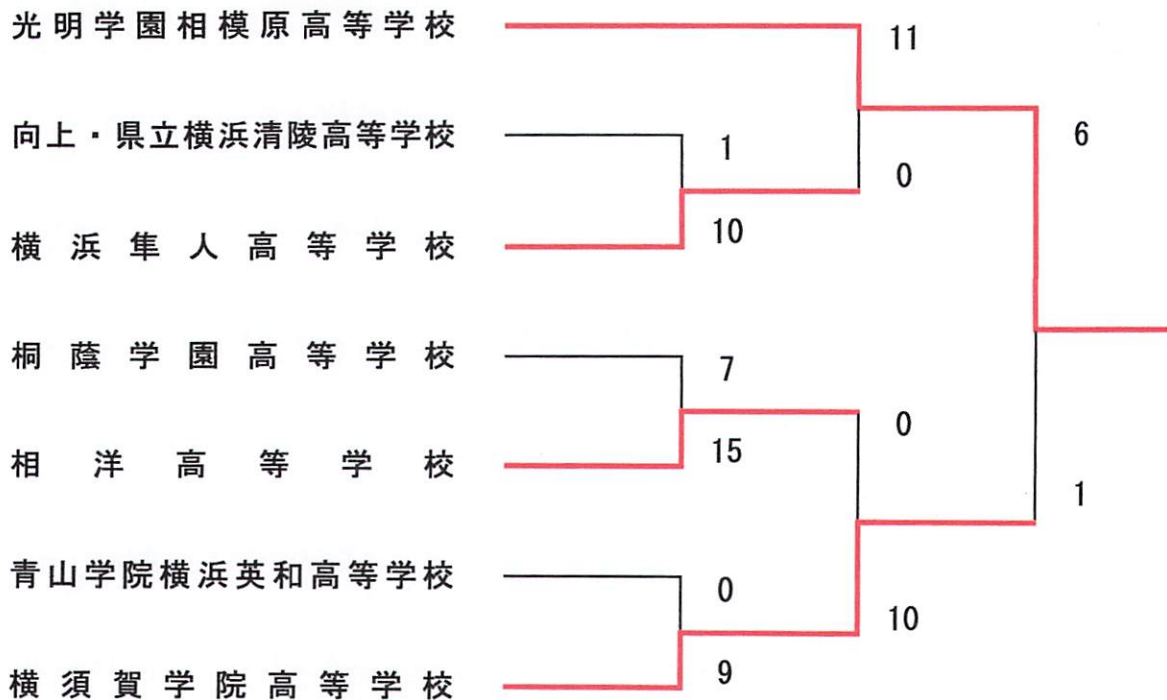 光明学園相模原高等学校
11
向上・県立横浜清陵高等学校
1
6
0
横浜隼人高等学校
10
桐蔭学園高等学校
7
0
相洋高等学校
15
1
青山学院横浜英和高等学校
0
10
横須賀学院高等学校
9